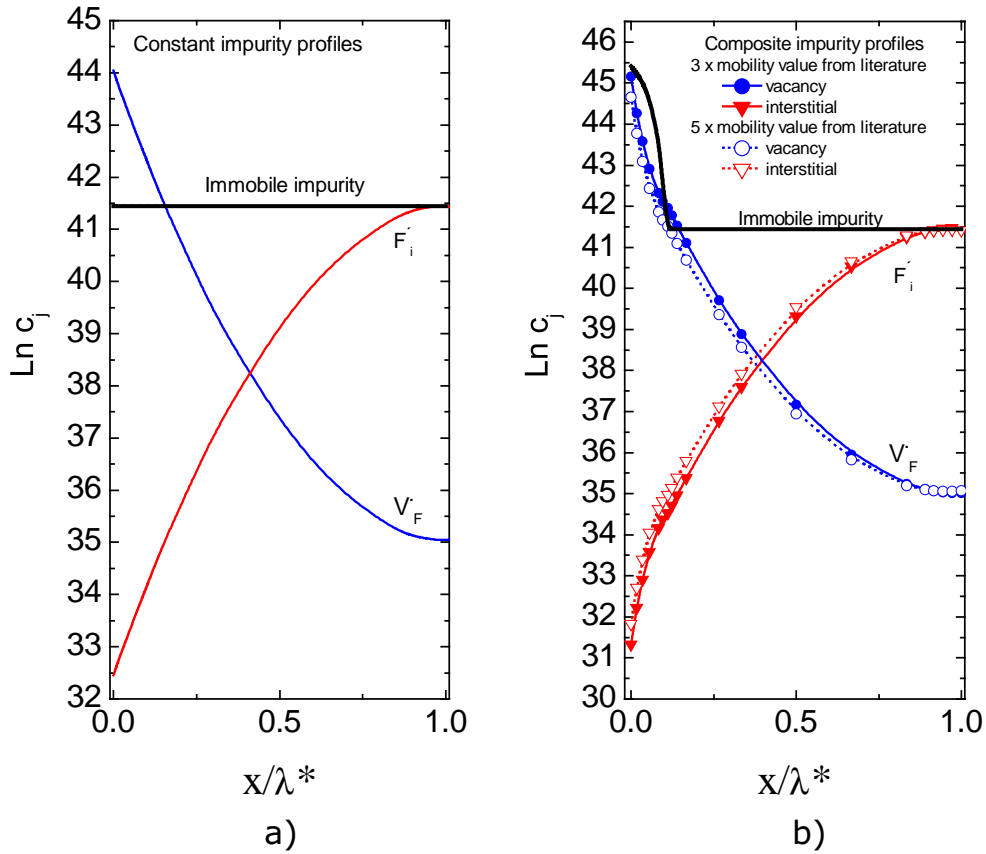 Constant impurity profiles
Immobile impurity
F'i
V·F
Ln cj
45
44
43
42
41
40
39
38
37
36
35
34
33
32
0.0 0.5 1.0
x/λ*
a)
Composite impurity profiles
3 x mobility value from literature
vacancy
interstitial
5 x mobility value from literature
vacancy
interstitial
Immobile impurity
F'i
V·F
Ln cj
46
45
44
43
42
41
40
39
38
37
36
35
34
33
32
31
30
0.0 0.5 1.0
x/λ*
b)